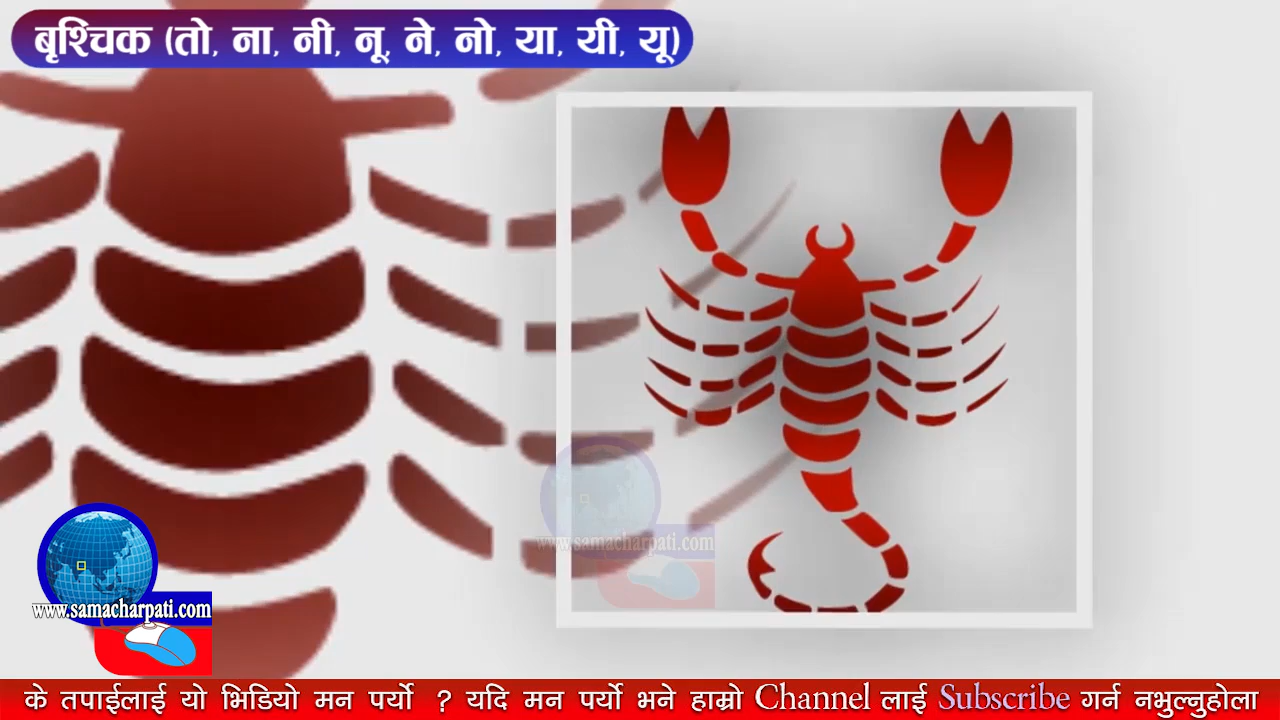 बृश्चिक (तो, ना, नी, नू, ने, नो, या, यी, यू)
www.samacharpati.com
www.samacharpati.com
के तपाईलाई यो भिडियो मन पर्यो ? यदि मन पर्यो भने हाम्रो Channel लाई Subscribe गर्न नभुल्नुहोला